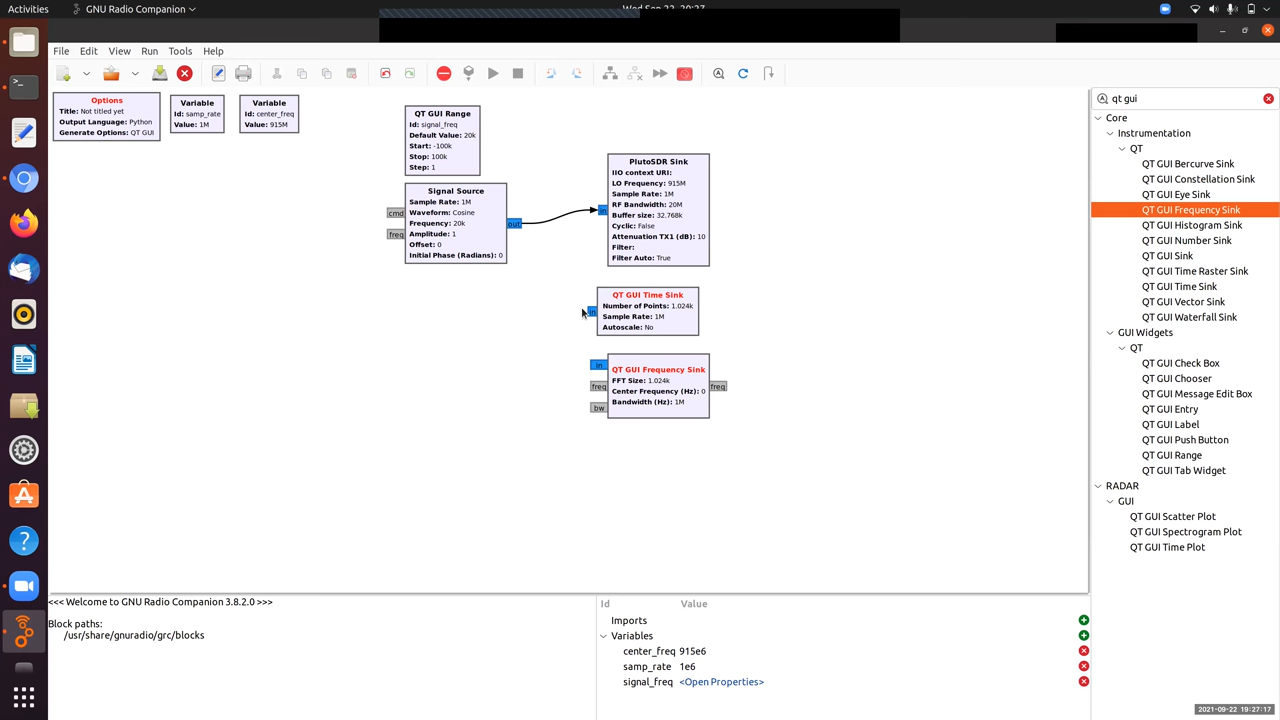 Activities
GNU Radio Companion
Wed Sep 22, 20:27
File Edit View Run Tools Help
Options
Title: Not titled yet
Output Language: Python
Generate Options: QT GUI
Variable
Id: samp_rate
Value: 1M
Variable
Id: center_freq
Value: 915M
QT GUI Range
Id: signal_freq
Default Value: 20k
Start: -100k
Stop: 100k
Step: 1
Signal Source
Sample Rate: 1M
Waveform: Cosine
Frequency: 20k
Amplitude: 1
Offset: 0
Initial Phase (Radians): 0
cmd
freq
out
PlutoSDR Sink
IIO context URI:
LO Frequency: 915M
Sample Rate: 1M
RF Bandwidth: 20M
Buffer size: 32.768k
Cyclic: False
Attenuation TX1 (dB): 10
Filter:
Filter Auto: True
in
QT GUI Time Sink
Number of Points: 1.024k
Sample Rate: 1M
Autoscale: No
in
QT GUI Frequency Sink
FFT Size: 1.024k
Center Frequency (Hz): 0
Bandwidth (Hz): 1M
in
freq
bw
freq
qt gui
Core
Instrumentation
QT
QT GUI Bercurve Sink
QT GUI Constellation Sink
QT GUI Eye Sink
QT GUI Frequency Sink
QT GUI Histogram Sink
QT GUI Number Sink
QT GUI Sink
QT GUI Time Raster Sink
QT GUI Time Sink
QT GUI Vector Sink
QT GUI Waterfall Sink
GUI Widgets
QT
QT GUI Check Box
QT GUI Chooser
QT GUI Message Edit Box
QT GUI Entry
QT GUI Label
QT GUI Push Button
QT GUI Range
QT GUI Tab Widget
RADAR
GUI
QT GUI Scatter Plot
QT GUI Spectrogram Plot
QT GUI Time Plot
<<< Welcome to GNU Radio Companion 3.8.2.0 >>>
Block paths:
/usr/share/gnuradio/grc/blocks
Id Value
Imports
Variables
center_freq 915e6
samp_rate 1e6
signal_freq <Open Properties>
2021-09-22 19:27:17